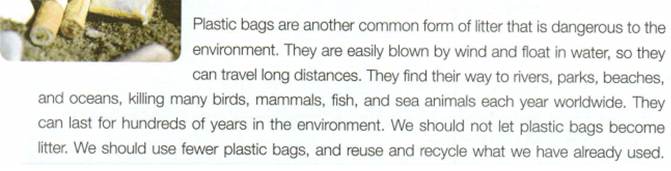 Plastic bags are another common form of litter that is dangerous to the
environment. They are easily blown by wind and float in water, so they
can travel long distances. They find their way to rivers, parks, beaches,
and oceans, killing many birds, mammals, fish, and sea animals each year worldwide. They
can last for hundreds of years in the environment. We should not let plastic bags become
litter. We should use fewer plastic bags, and reuse and recycle what we have already used.